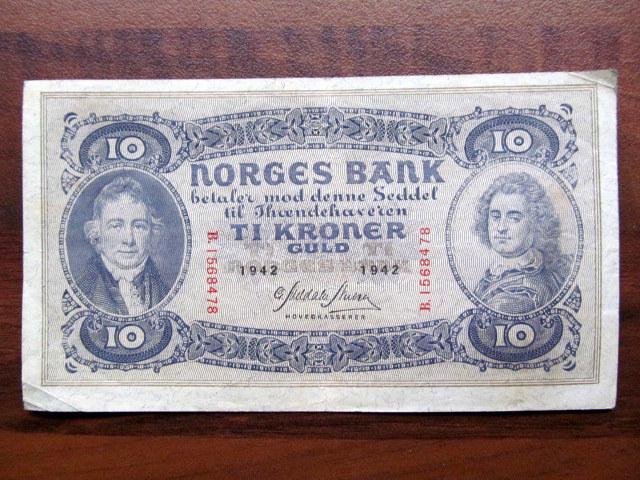 10 10
NORGES BANK
betaler mod denne Seddel
til Ihændehaveren
TI KRONER
GULD
B.1568478
B.1568478
1942 1942
HOVEDKASSERER
10 10